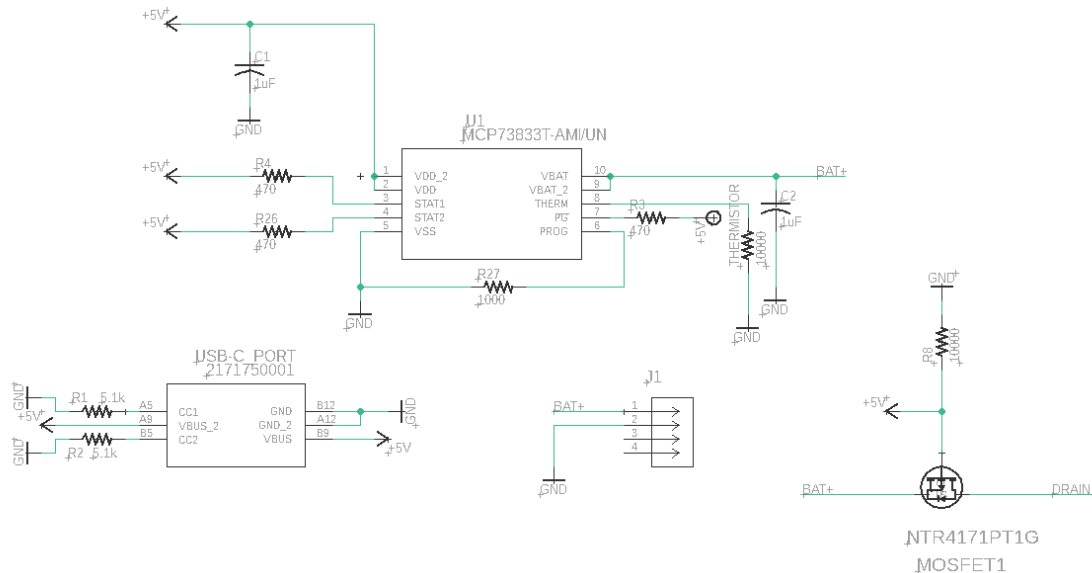 +5V
C1
1uF
GND
U1
MCP73833T-AMI/UN
+5V
R4
470
+5V
R26
470
1 VDD_2
2 VDD
3 STAT1
4 STAT2
5 VSS
VBAT 10
VBAT_2 9
THERM 8
PG 7
PROG 6
BAT+
R3
470
+5V
THERMISTOR
10000
C2
1uF
GND
GND
R27
1000
GND
GND
R8
10000
+5V
BAT+
DRAIN
NTR4171PT1G
MOSFET1
USB-C_PORT
2171750001
GND
R1 5.1k
+5V
GND
R2 5.1k
A5 CC1
A9 VBUS_2
B5 CC2
GND B12
GND_2 A12
VBUS B9
GND
+5V
J1
BAT+
1
2
3
4
GND